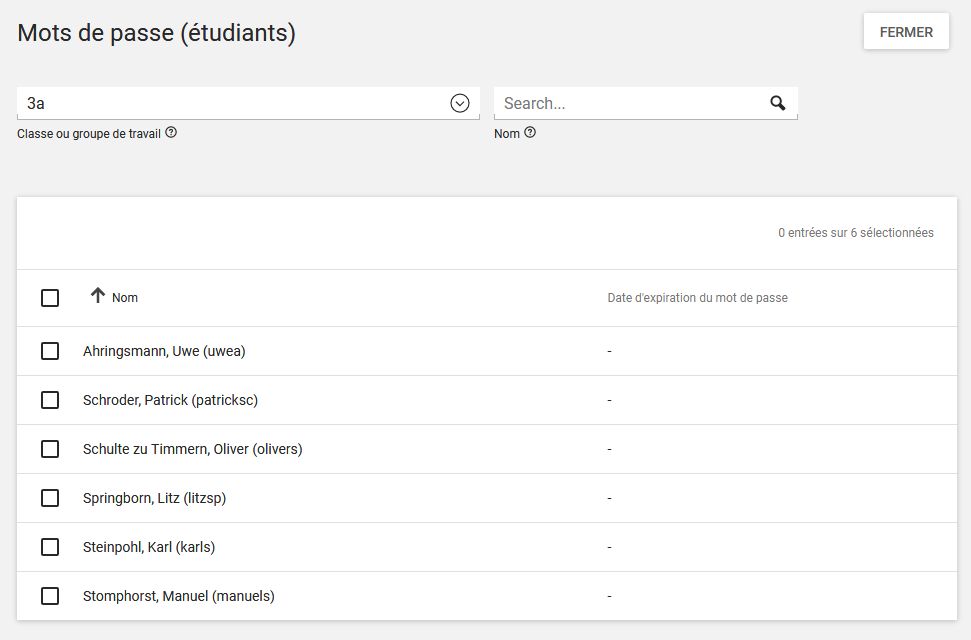 Mots de passe (étudiants)
FERMER
3a
Search...
Classe ou groupe de travail
Nom
0 entrées sur 6 sélectionnées
Nom
Date d'expiration du mot de passe
Ahringsmann, Uwe (uwea)
-
Schroder, Patrick (patricksc)
-
Schulte zu Timmern, Oliver (olivers)
-
Springborn, Litz (litzsp)
-
Steinpohl, Karl (karls)
-
Stomphorst, Manuel (manuels)
-